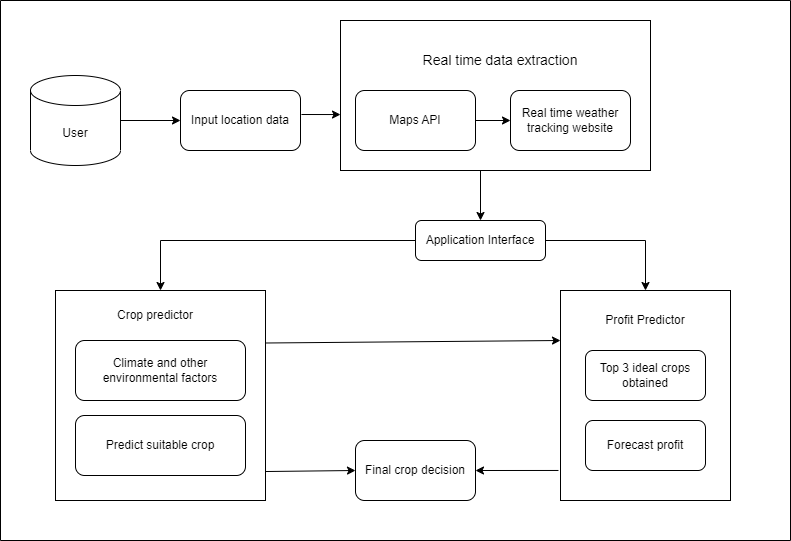 Real time data extraction
User
Input location data
Maps API
Real time weather
tracking website
Application Interface
Crop predictor
Climate and other
environmental factors
Predict suitable crop
Profit Predictor
Top 3 ideal crops
obtained
Forecast profit
Final crop decision